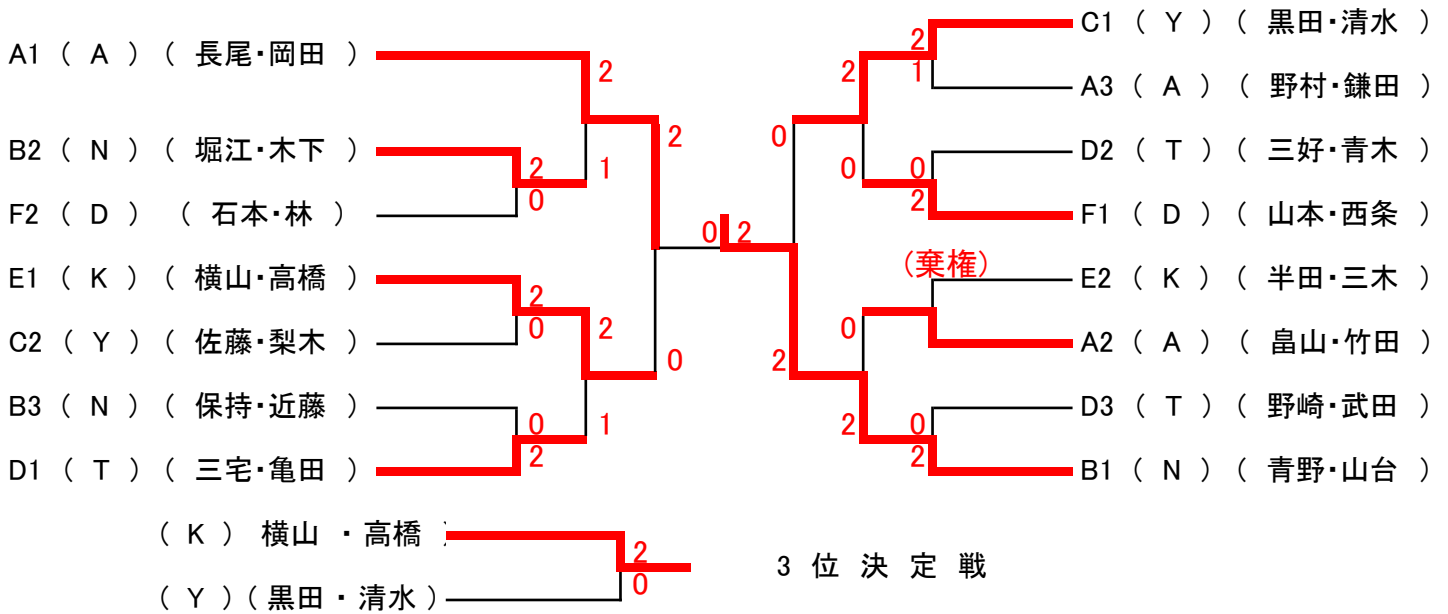 A1 ( A ) ( 長尾・岡田 )
B2 ( N ) ( 堀江・木下 )
F2 ( D ) ( 石本・林 )
E1 ( K ) ( 横山・高橋 )
C2 ( Y ) ( 佐藤・梨木 )
B3 ( N ) ( 保持・近藤 )
D1 ( T ) ( 三宅・亀田 )
2
2
0
1
2
2
0
2
0
0
2
1
0
2
C1 ( Y ) ( 黒田・清水 )
A3 ( A ) ( 野村・鎌田 )
D2 ( T ) ( 三好・青木 )
F1 ( D ) ( 山本・西条 )
E2 ( K ) ( 半田・三木 )
A2 ( A ) ( 畠山・竹田 )
D3 ( T ) ( 野崎・武田 )
B1 ( N ) ( 青野・山台 )
2
1
2
0
0
0
2
(棄権)
0
2
2
0
2
( K ) 横山 ・高橋 )
( Y ) ( 黒田 ・ 清水 )
2
0
3 位 決 定 戦